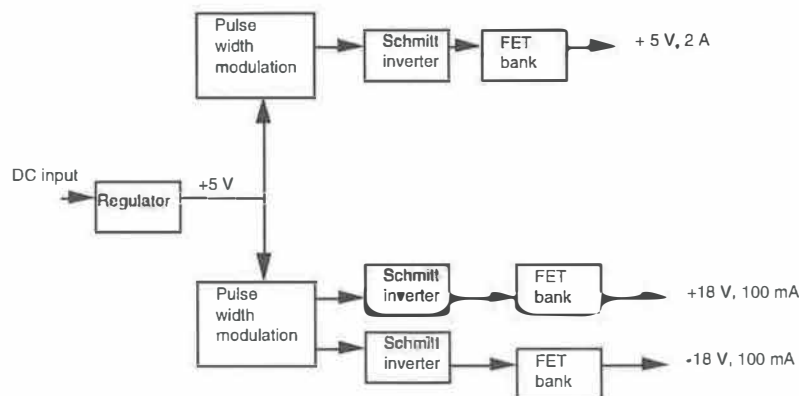 Pulse
width
modulation
Schmitt
inverter
FET
bank
+ 5 V, 2 A
DC input
Regulator
+5 V
Pulse
width
modulation
Schmitt
inverter
FET
bank
+18 V, 100 mA
Schmitt
inverter
FET
bank
-18 V, 100 mA